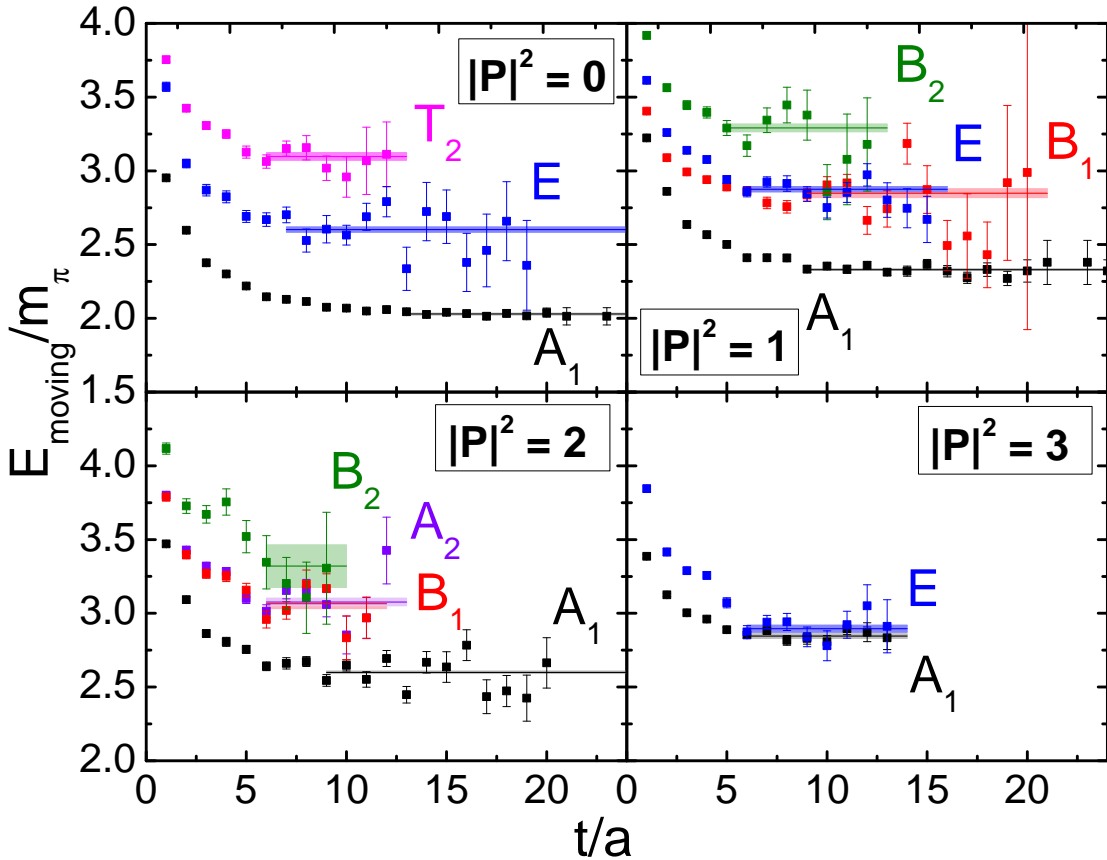 E_moving/m_π
4.0
3.5
3.0
2.5
2.0
1.5
|P|² = 0
T₂
E
A₁
|P|² = 1
B₂
E
B₁
A₁
4.0
3.5
3.0
2.5
2.0
|P|² = 2
B₂
A₂
B₁
A₁
|P|² = 3
E
A₁
0 5 10 15 20 0 5 10 15 20
t/a